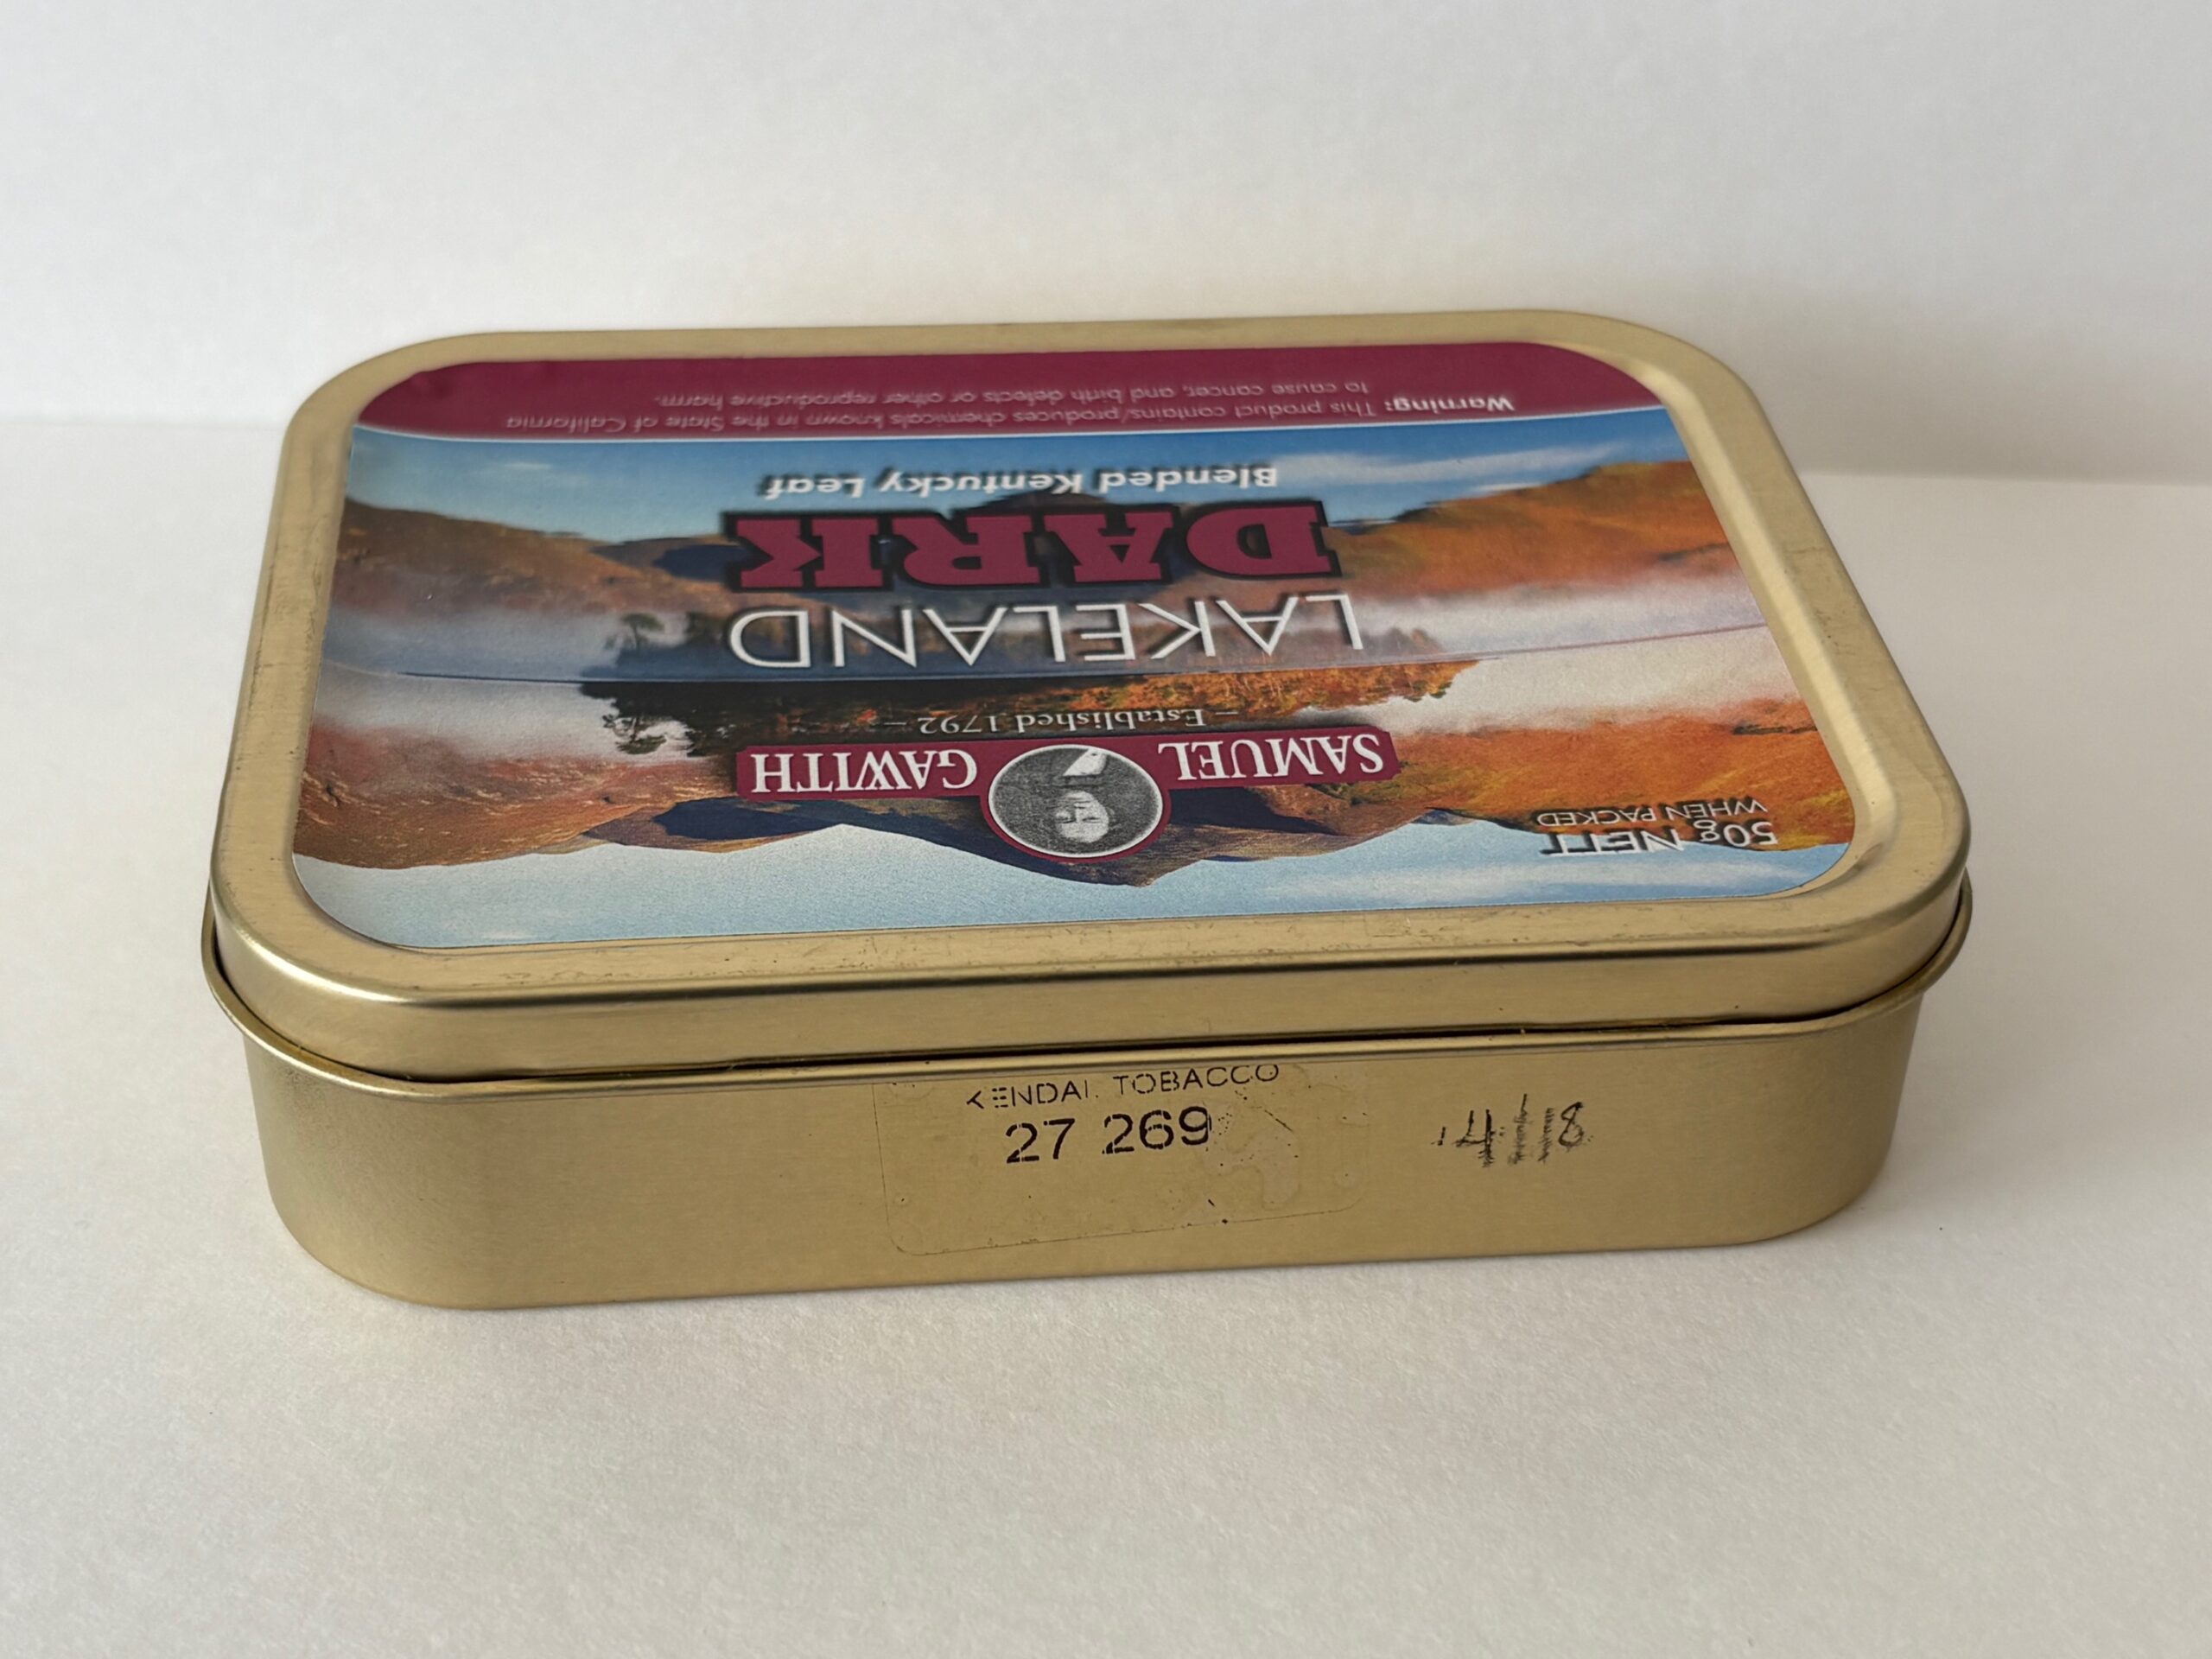 SAMUEL GAWITH
– Established 1792 –
50g NETT
WHEN PACKED
LAKELAND
DARK
Blended Kentucky Leaf
Warning: This product contains/produces chemicals known in the State of California
to cause cancer, and birth defects or other reproductive harm.
KENDAL TOBACCO
27 269